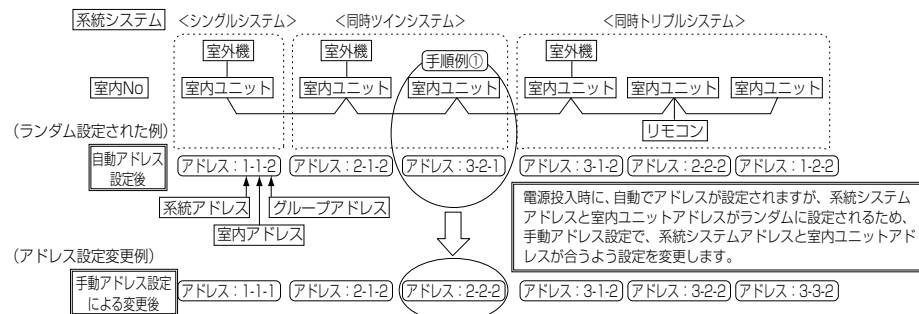 系統システム ＜シングルシステム＞ ＜同時ツインシステム＞ ＜同時トリプルシステム＞
室外機 室外機 手順例① 室外機
室内No 室内ユニット 室内ユニット 室内ユニット 室内ユニット 室内ユニット 室内ユニット
リモコン
（ランダム設定された例）
自動アドレス設定後 アドレス：1-1-2 アドレス：2-1-2 アドレス：3-2-1 アドレス：3-1-2 アドレス：2-2-2 アドレス：1-2-2
系統アドレス グループアドレス
室内アドレス
電源投入時に、自動でアドレスが設定されますが、系統システム
アドレスと室内ユニットアドレスがランダムに設定されるため、
手動アドレス設定で、系統システムアドレスと室内ユニットアド
レスが合うよう設定を変更します。
（アドレス設定変更例）
手動アドレス設定による変更後 アドレス：1-1-1 アドレス：2-1-2 アドレス：2-2-2 アドレス：3-1-2 アドレス：3-2-2 アドレス：3-3-2